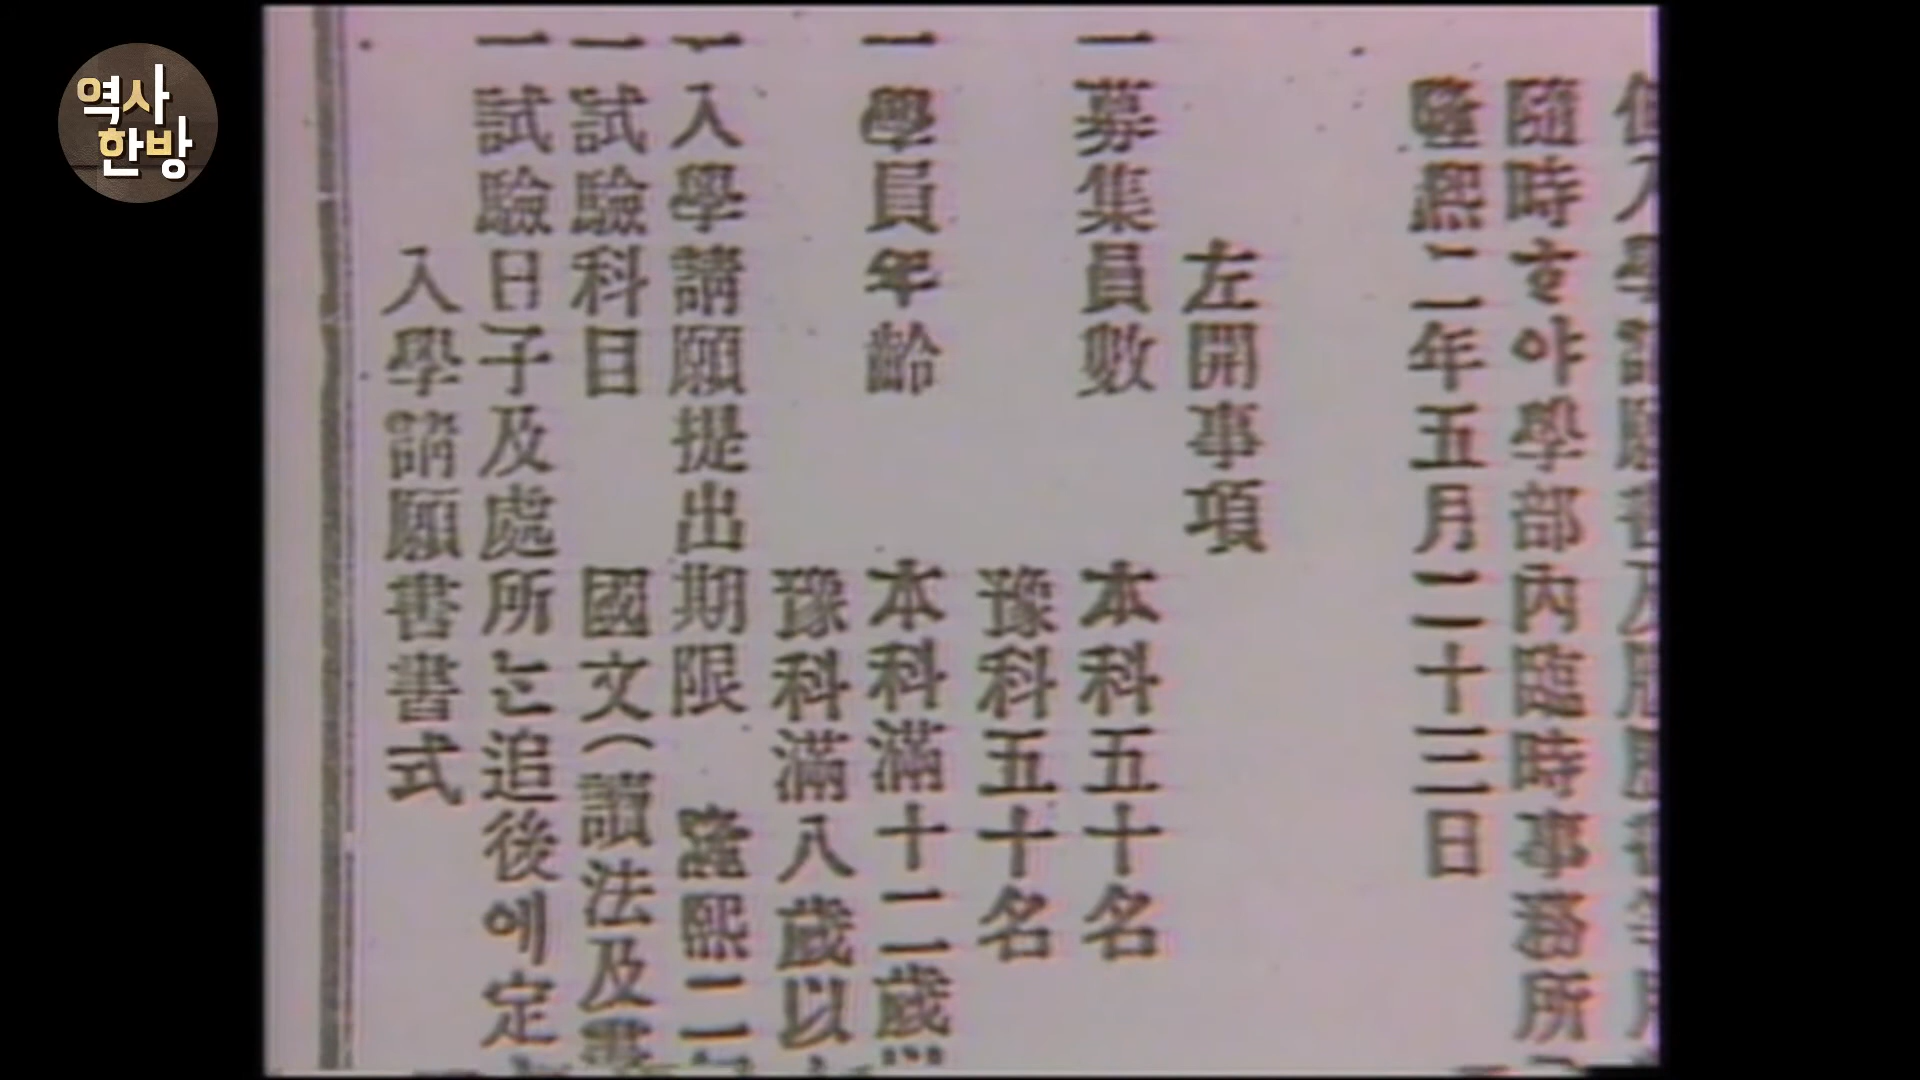 역사
한방
隨時ᄒᆞ야學部內臨時事務所
隆熙二年五月二十三日
左開事項
一募集員數 本科五十名
豫科五十名
一學員年齡 本科滿十二歲
豫科滿八歲以
一入學請願提出期限 隆熙二
一試驗科目 國文(讀法及書
一試驗日子及處所ᄂᆞᆫ追後에定
入學請願書書式